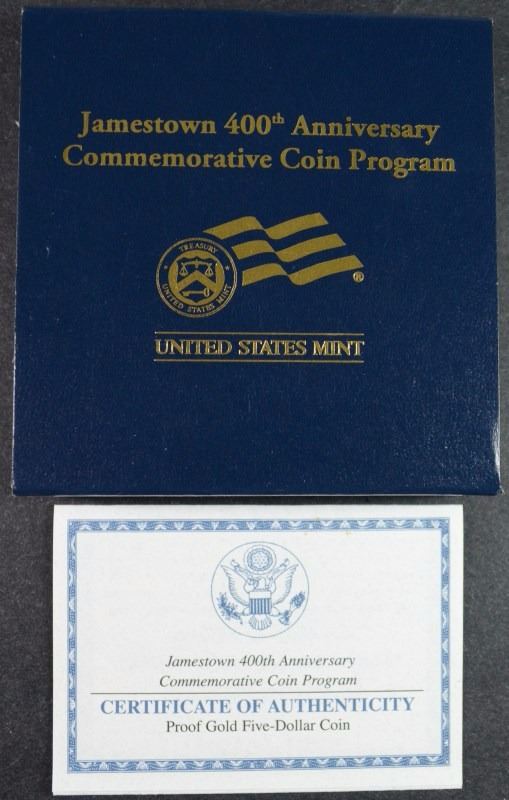 Jamestown 400th Anniversary
Commemorative Coin Program
TREASURY
UNITED STATES MINT
®
UNITED STATES MINT
Jamestown 400th Anniversary
Commemorative Coin Program
CERTIFICATE OF AUTHENTICITY
Proof Gold Five-Dollar Coin